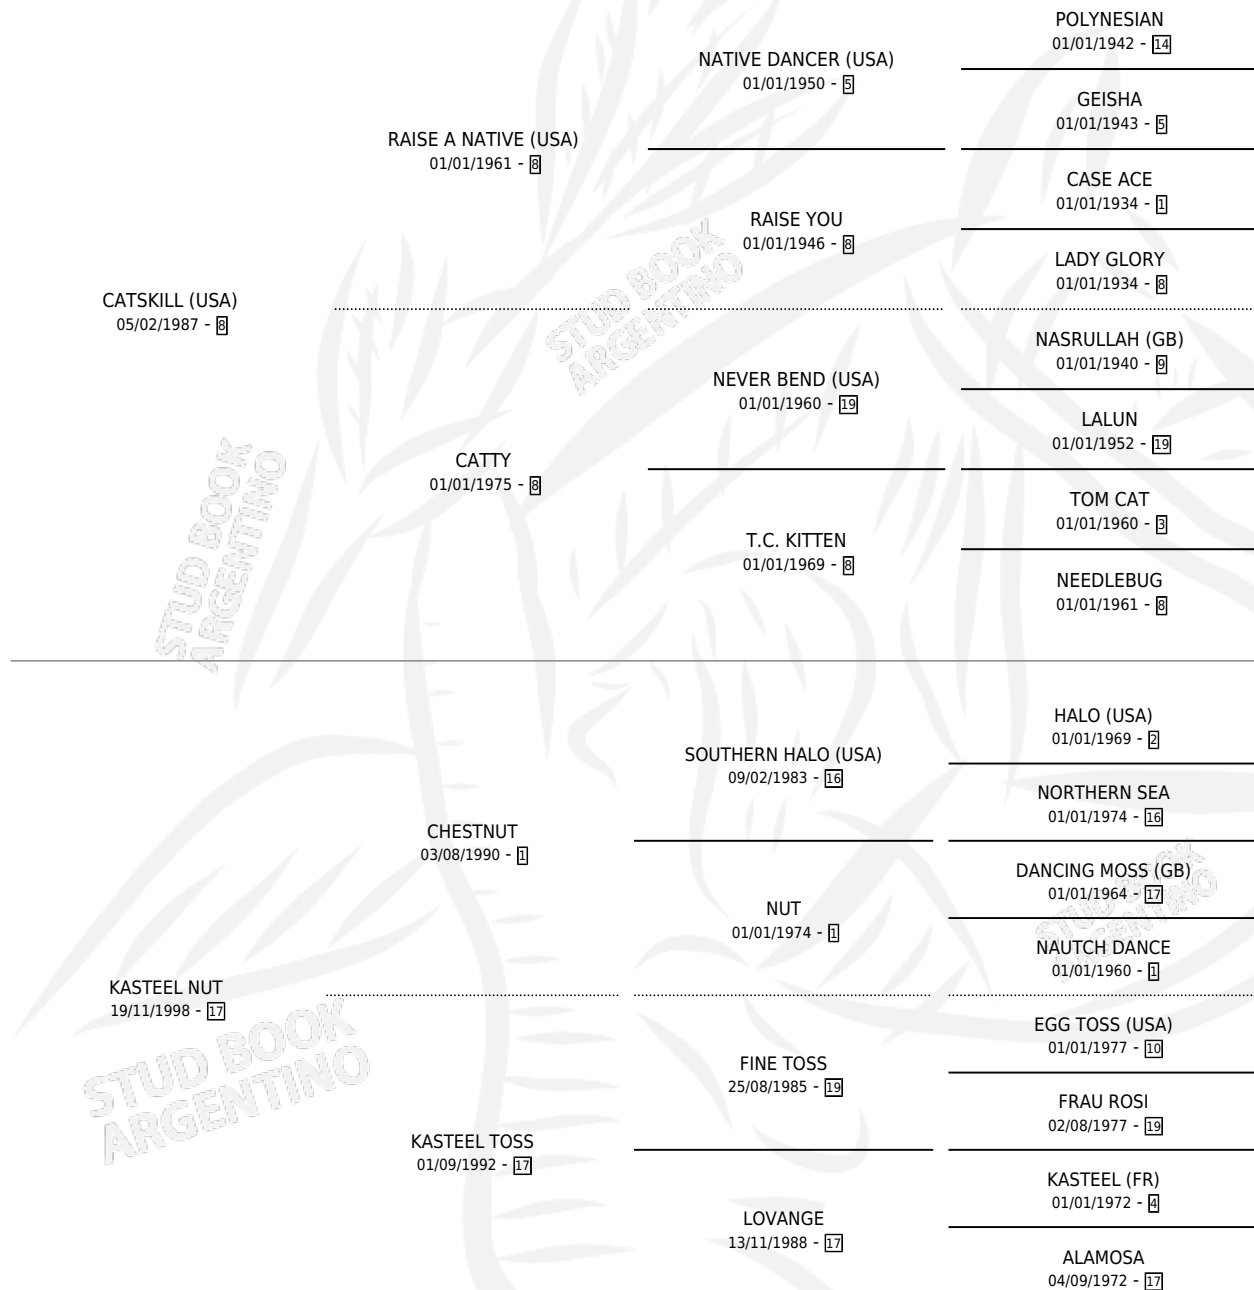 POLYNESIAN
01/01/1942 - 14
NATIVE DANCER (USA)
01/01/1950 - 5
GEISHA
01/01/1943 - 5
RAISE A NATIVE (USA)
01/01/1961 - 8
CASE ACE
01/01/1934 - 1
RAISE YOU
01/01/1946 - 8
LADY GLORY
01/01/1934 - 8
CATSKILL (USA)
05/02/1987 - 8
NASRULLAH (GB)
01/01/1940 - 9
NEVER BEND (USA)
01/01/1960 - 19
LALUN
01/01/1952 - 19
CATTY
01/01/1975 - 8
TOM CAT
01/01/1960 - 3
T.C. KITTEN
01/01/1969 - 8
NEEDLEBUG
01/01/1961 - 8
HALO (USA)
01/01/1969 - 2
SOUTHERN HALO (USA)
09/02/1983 - 16
NORTHERN SEA
01/01/1974 - 16
CHESTNUT
03/08/1990 - 1
DANCING MOSS (GB)
01/01/1964 - 17
NUT
01/01/1974 - 1
NAUTCH DANCE
01/01/1960 - 1
KASTEEL NUT
19/11/1998 - 17
EGG TOSS (USA)
01/01/1977 - 10
FINE TOSS
25/08/1985 - 19
FRAU ROSI
02/08/1977 - 19
KASTEEL TOSS
01/09/1992 - 17
KASTEEL (FR)
01/01/1972 - 4
LOVANGE
13/11/1988 - 17
ALAMOSA
04/09/1972 - 17
STUD BOOK
ARGENTINO
STUD BOOK
ARGENTINO
STUD BOOK
ARGENTINO
STUD BOOK
ARGENTINO